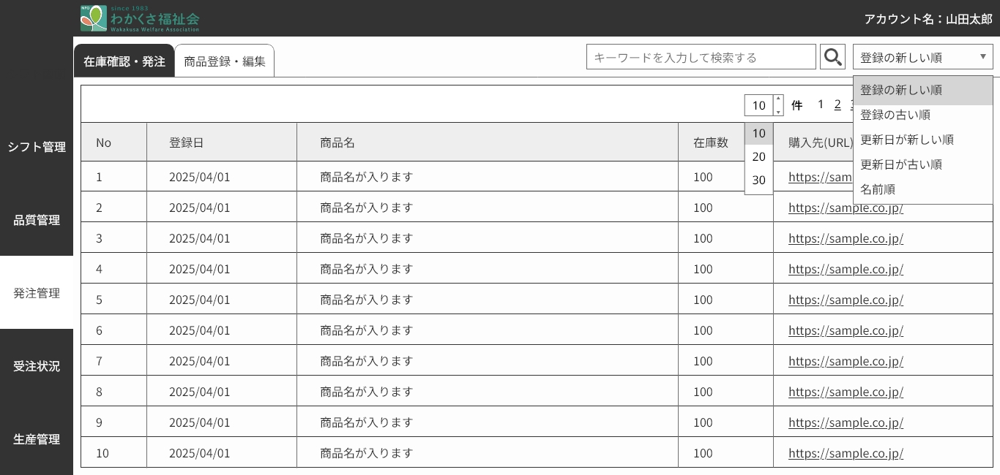 NPO
since 1983
わかくさ福祉会
Wakakusa Welfare Association
アカウント名：山田太郎
在庫確認・発注
商品登録・編集
キーワードを入力して検索する
登録の新しい順
▼
登録の新しい順
登録の古い順
更新日が新しい順
更新日が古い順
名前順
シフト管理
品質管理
発注管理
受注状況
生産管理
10 件 1 2
10
20
30
No 登録日 商品名 在庫数 購入先(URL)
1 2025/04/01 商品名が入ります 100 https://sam
2 2025/04/01 商品名が入ります 100 https://sample.co.jp/
3 2025/04/01 商品名が入ります 100 https://sample.co.jp/
4 2025/04/01 商品名が入ります 100 https://sample.co.jp/
5 2025/04/01 商品名が入ります 100 https://sample.co.jp/
6 2025/04/01 商品名が入ります 100 https://sample.co.jp/
7 2025/04/01 商品名が入ります 100 https://sample.co.jp/
8 2025/04/01 商品名が入ります 100 https://sample.co.jp/
9 2025/04/01 商品名が入ります 100 https://sample.co.jp/
10 2025/04/01 商品名が入ります 100 https://sample.co.jp/